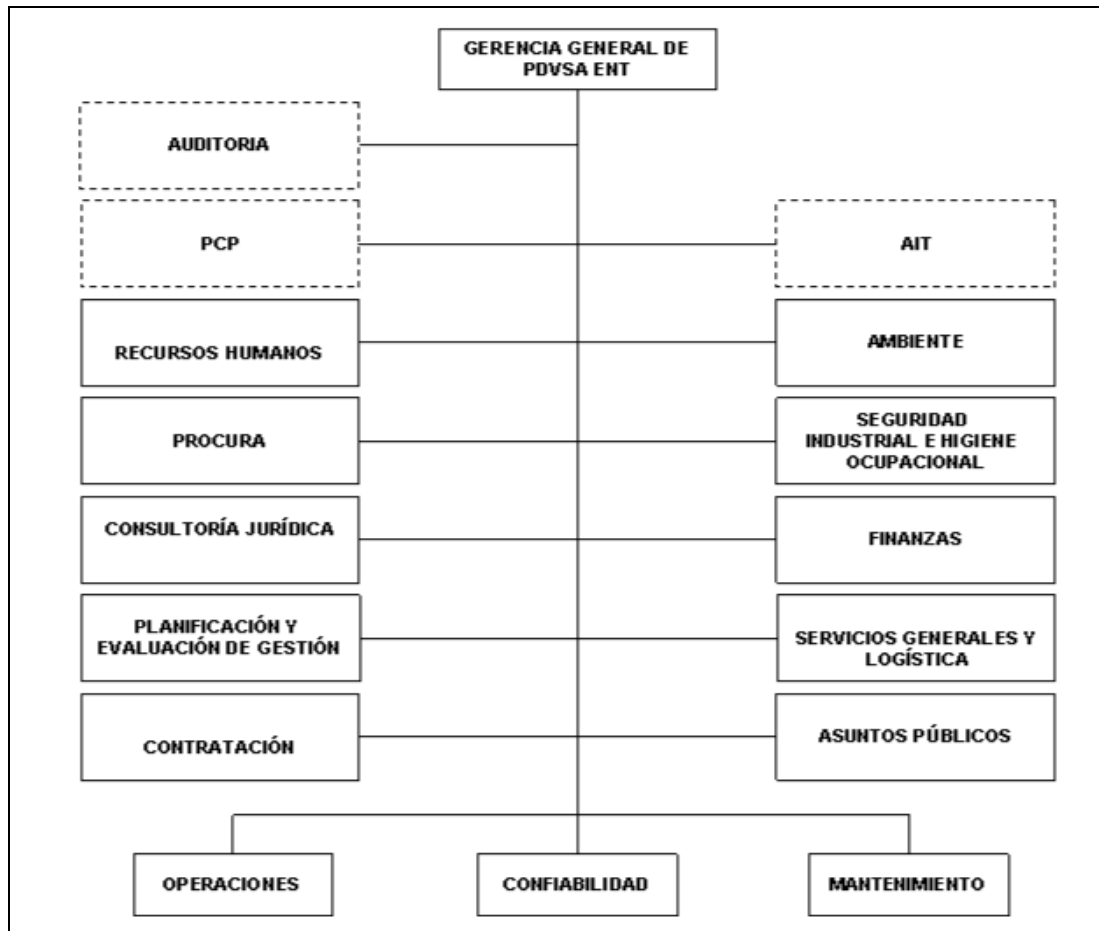 GERENCIA GENERAL DE
PDVSA ENT
AUDITORIA
PCP
AIT
RECURSOS HUMANOS
AMBIENTE
PROCURA
SEGURIDAD
INDUSTRIAL E HIGIENE
OCUPACIONAL
CONSULTORÍA JURÍDICA
FINANZAS
PLANIFICACIÓN Y
EVALUACIÓN DE GESTIÓN
SERVICIOS GENERALES Y
LOGÍSTICA
CONTRATACIÓN
ASUNTOS PÚBLICOS
OPERACIONES
CONFIABILIDAD
MANTENIMIENTO